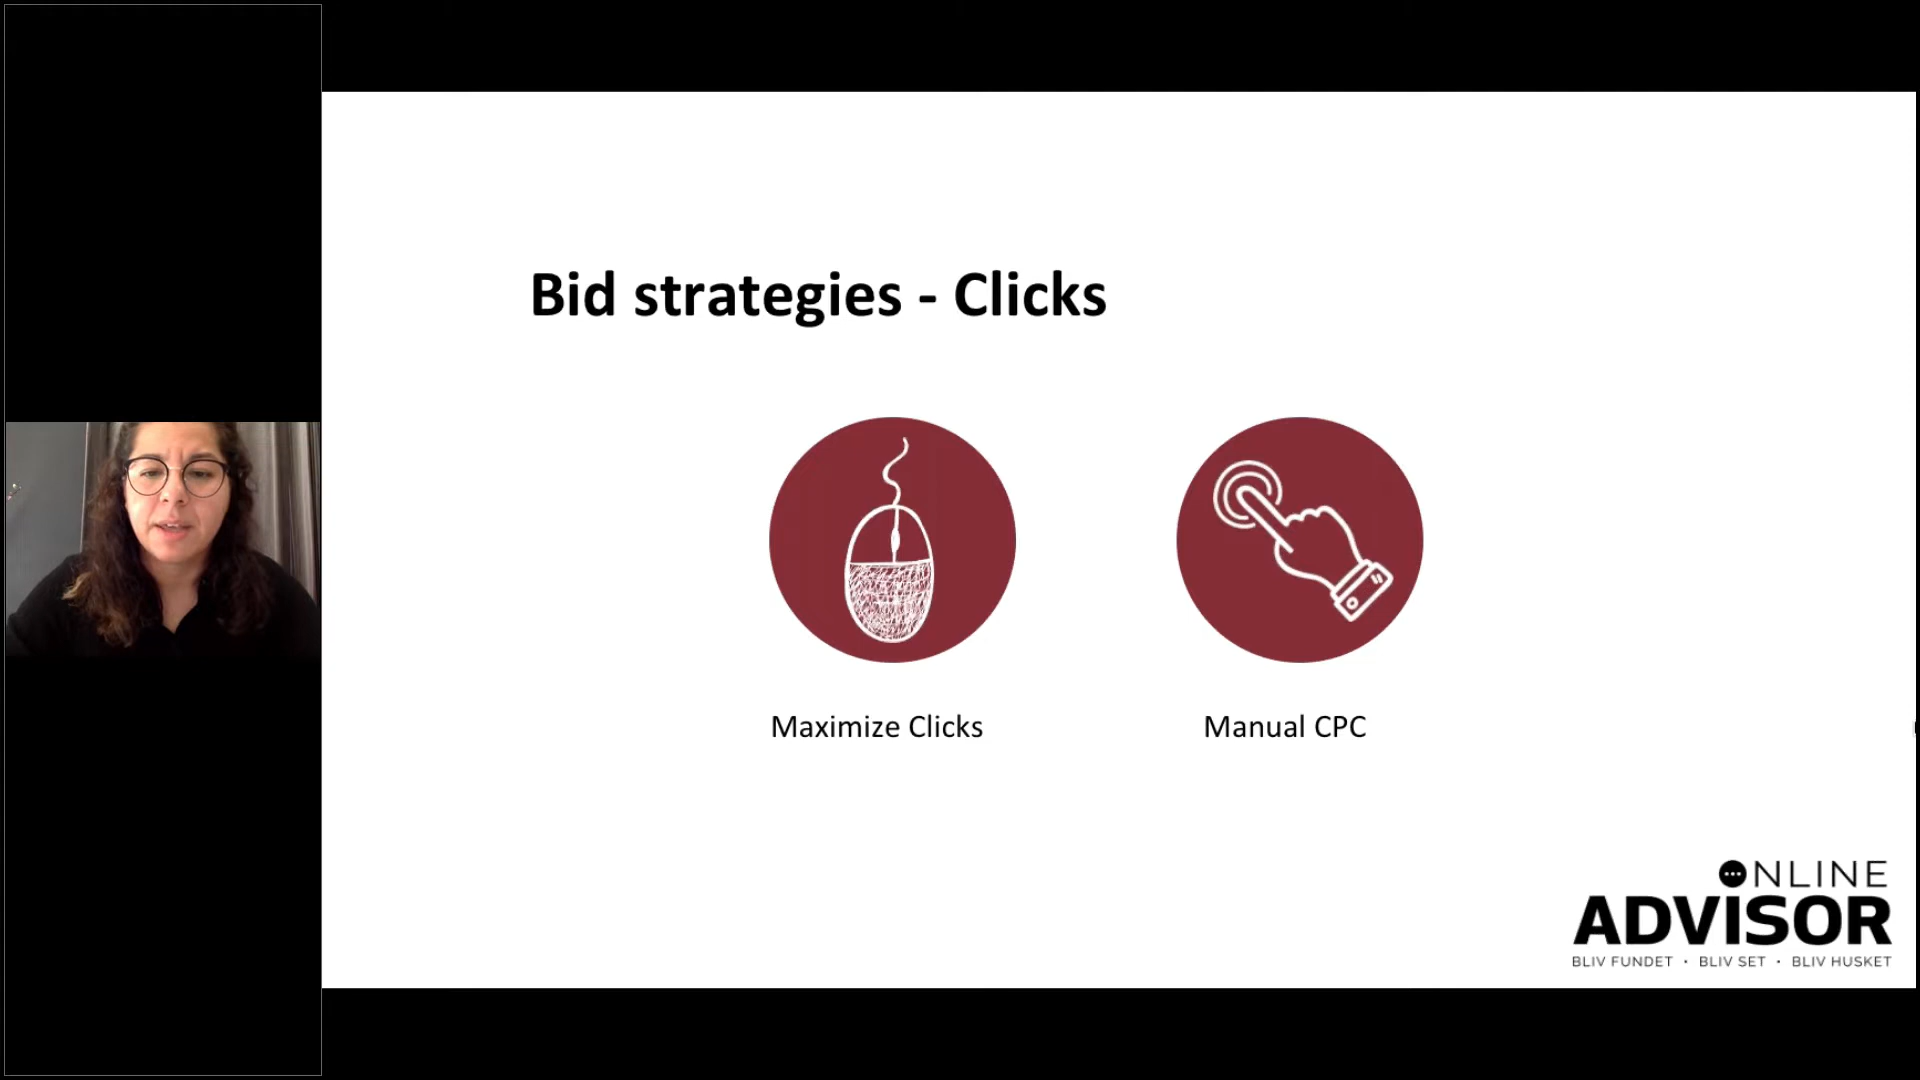 Bid strategies - Clicks
Maximize Clicks
Manual CPC
ONLINE
ADVISOR
BLIV FUNDET • BLIV SET • BLIV HUSKET